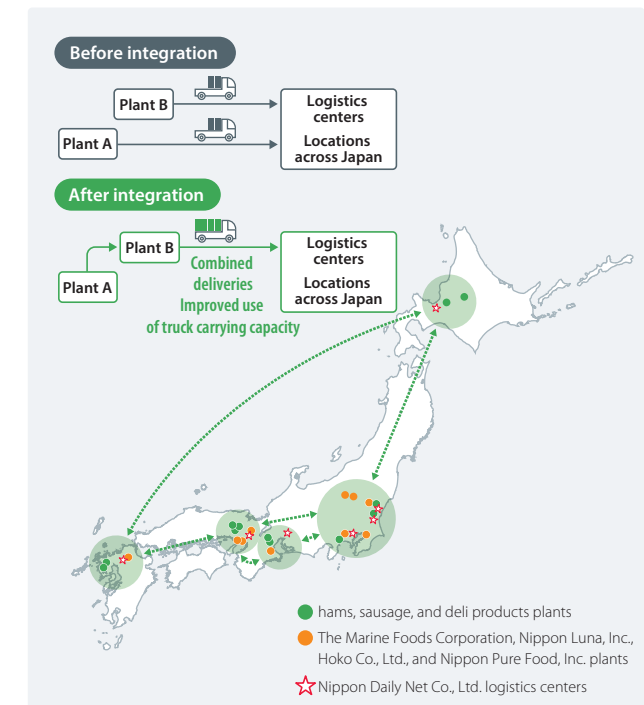 Before integration
Plant B
Logistics
centers
Plant A
Locations
across Japan
After integration
Plant B
Logistics
centers
Plant A
Locations
across Japan
Combined
deliveries
Improved use
of truck carrying capacity
hams, sausage, and deli products plants
The Marine Foods Corporation, Nippon Luna, Inc.,
Hoko Co., Ltd., and Nippon Pure Food, Inc. plants
Nippon Daily Net Co., Ltd. logistics centers